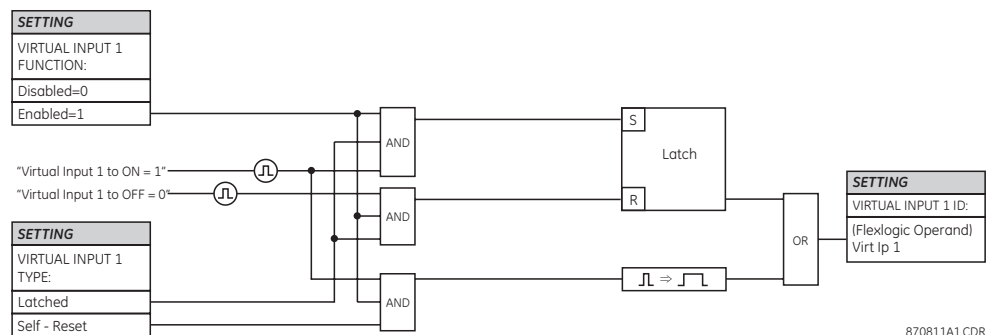 SETTING
VIRTUAL INPUT 1
FUNCTION:
Disabled=0
Enabled=1
"Virtual Input 1 to ON = 1"
"Virtual Input 1 to OFF = 0"
SETTING
VIRTUAL INPUT 1
TYPE:
Latched
Self - Reset
AND
AND
AND
S
Latch
R
OR
SETTING
VIRTUAL INPUT 1 ID:
(Flexlogic Operand)
Virt Ip 1
870811A1.CDR